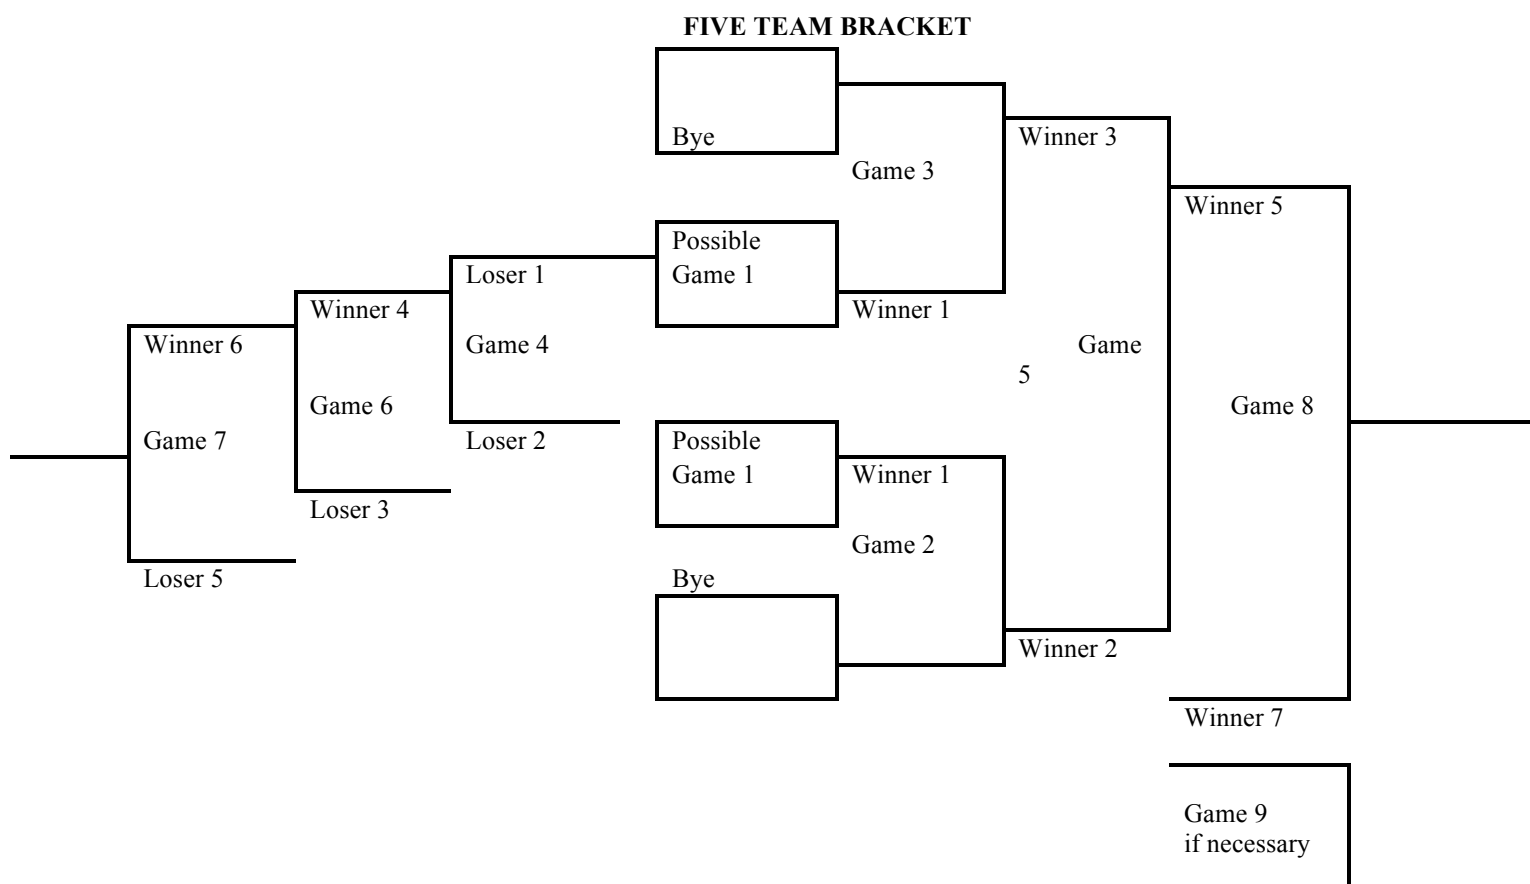 FIVE TEAM BRACKET
Bye
Winner 3
Game 3
Winner 5
Possible
Game 1
Loser 1
Winner 4
Winner 1
Winner 6
Game 4
Game
5
Game 6
Game 8
Game 7
Loser 2
Possible
Game 1
Winner 1
Loser 3
Game 2
Loser 5
Bye
Winner 2
Winner 7
Game 9
if necessary